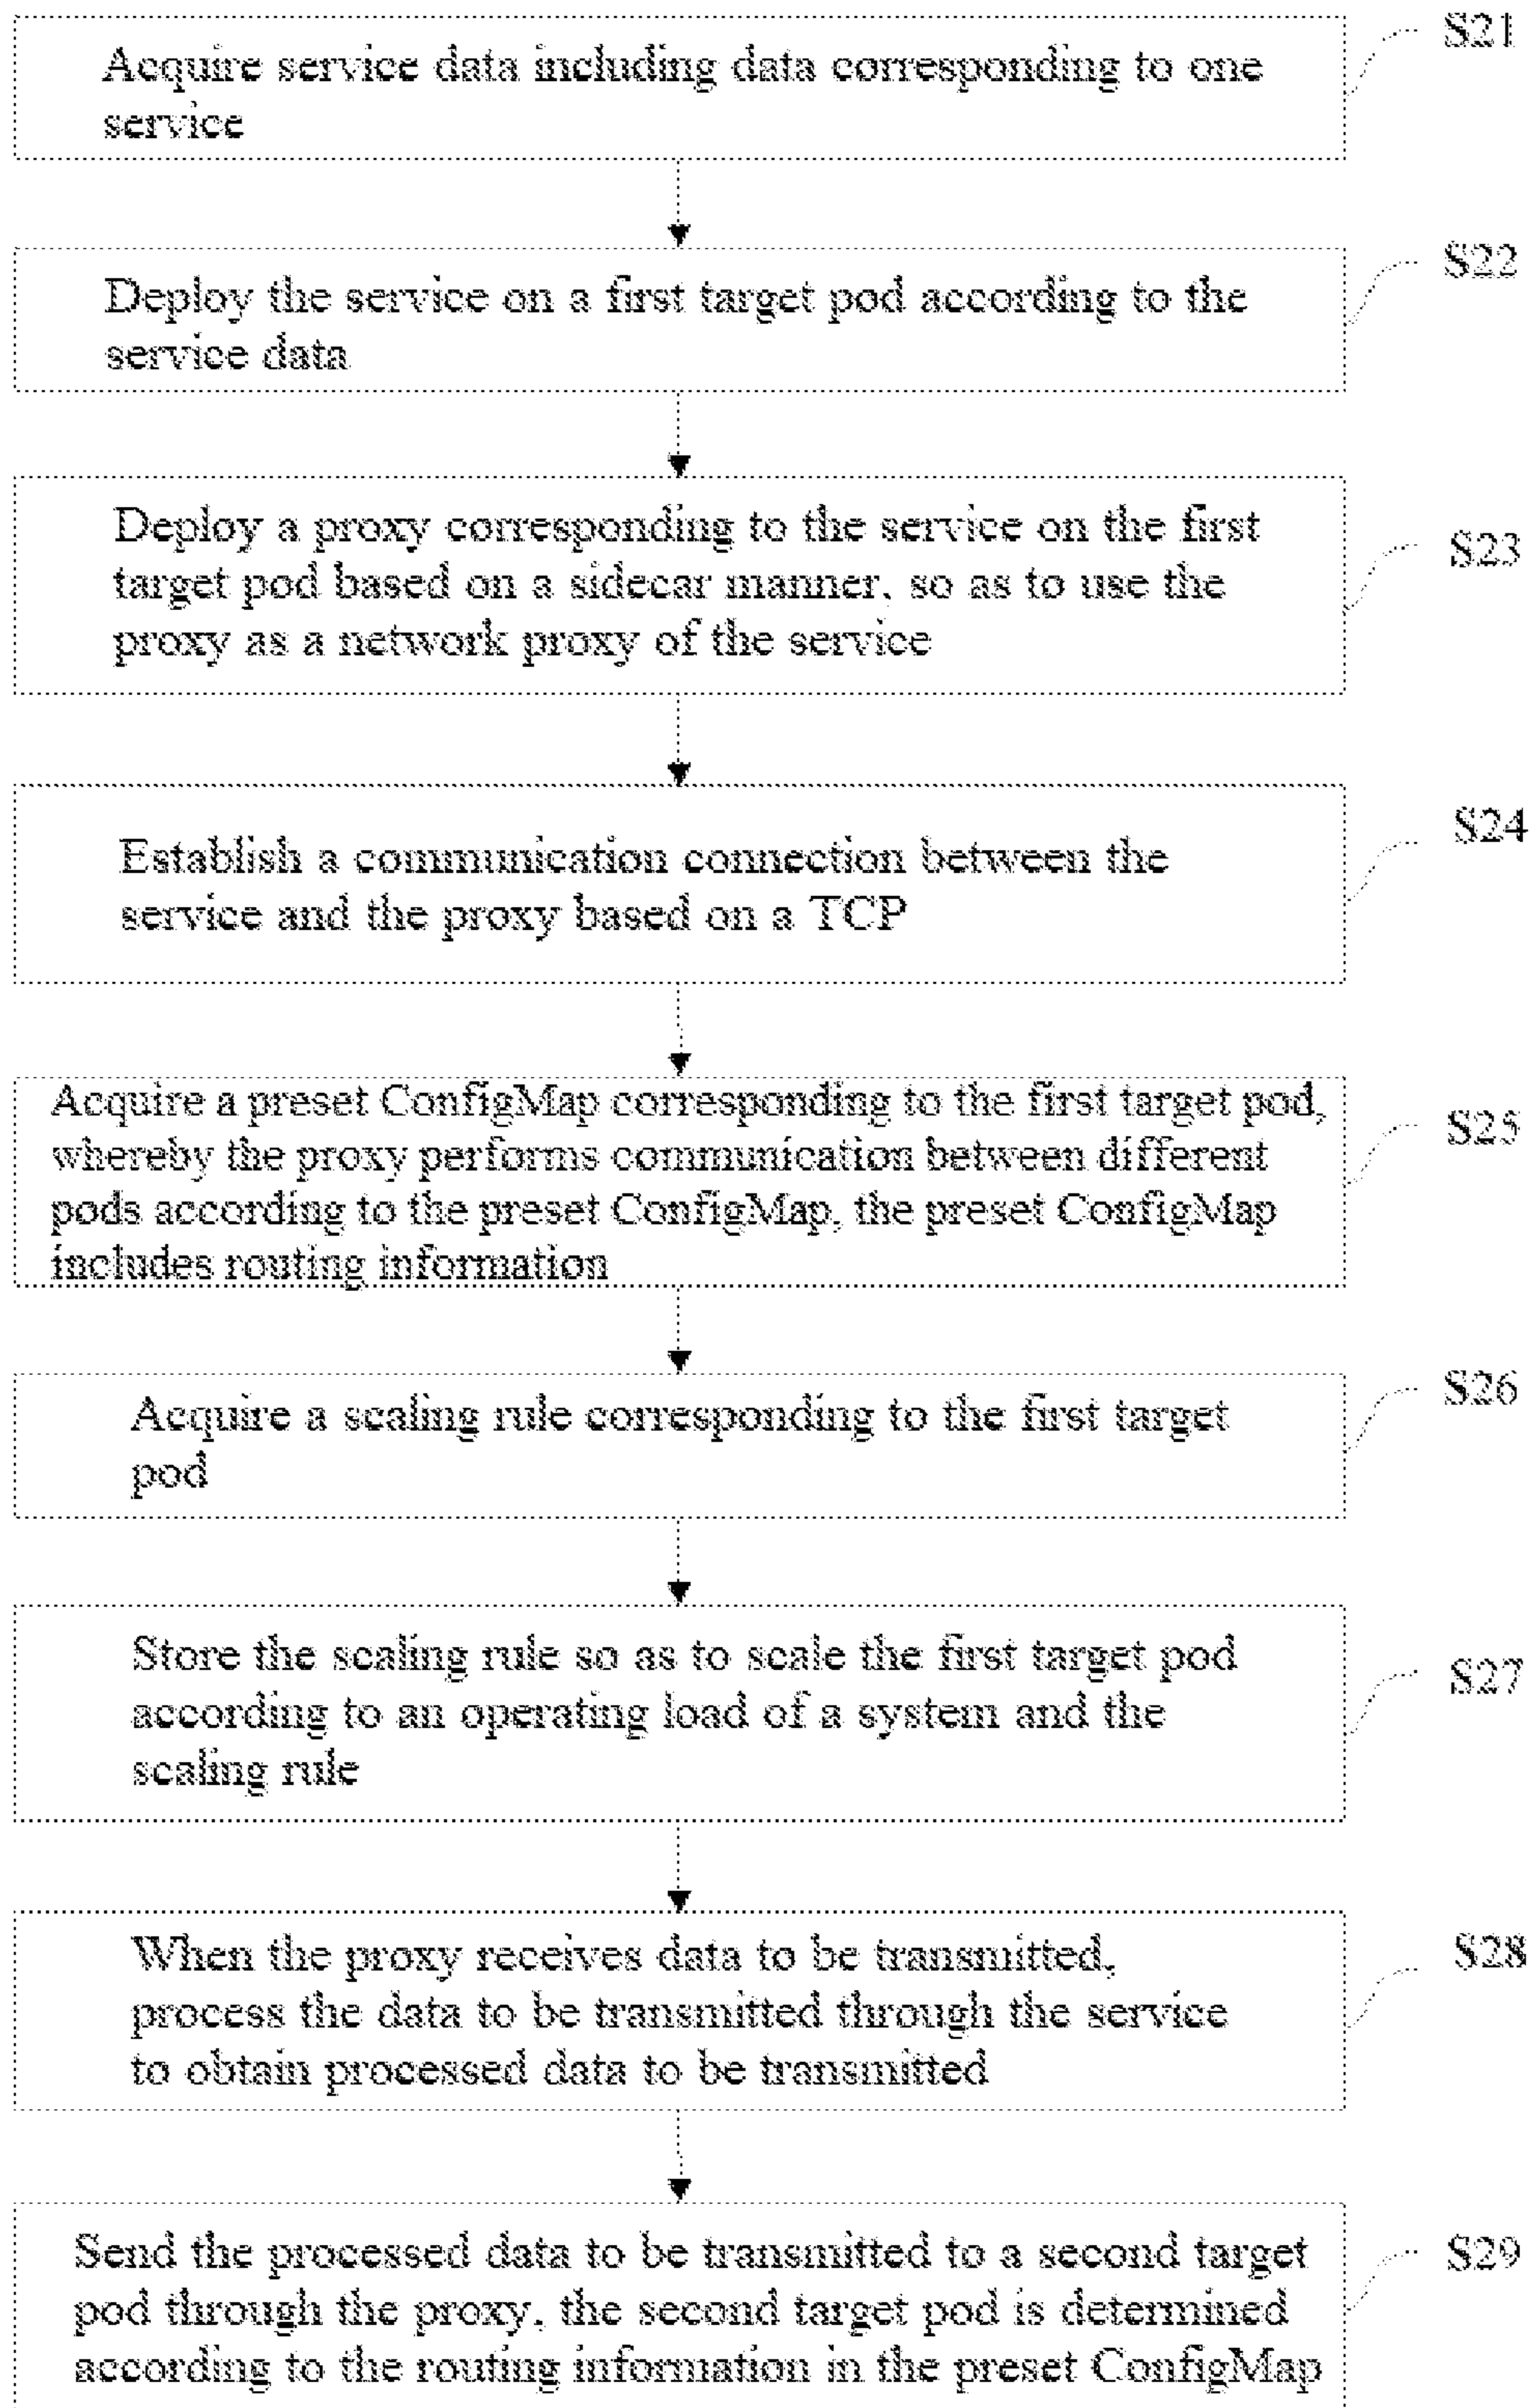 S21
Acquire service data including data corresponding to one
service
S22
Deploy the service on a first target pod according to the
service data
Deploy a proxy corresponding to the service on the first
S23
target pod based on a sidecar manner, so as to use the
proxy as a network proxy of the service
S24
Establish a communication connection between the
service and the proxy based on a TCP
Acquire a preset ConfigMap corresponding to the first target pod,
S25
whereby the proxy performs communication between different
pods according to the preset ConfigMap, the preset ConfigMap
includes routing information
S26
Acquire a scaling rule corresponding to the first target
pod
Store the scaling rule so as to scale the first target pod
S27
according to an operating load of a system and the
scaling rule
When the proxy receives data to be transmitted,
S28
process the data to be transmitted through the service
to obtain processed data to be transmitted
Send the processed data to be transmitted to a second target
S29
pod through the proxy, the second target pod is determined
according to the routing information in the preset ConfigMap